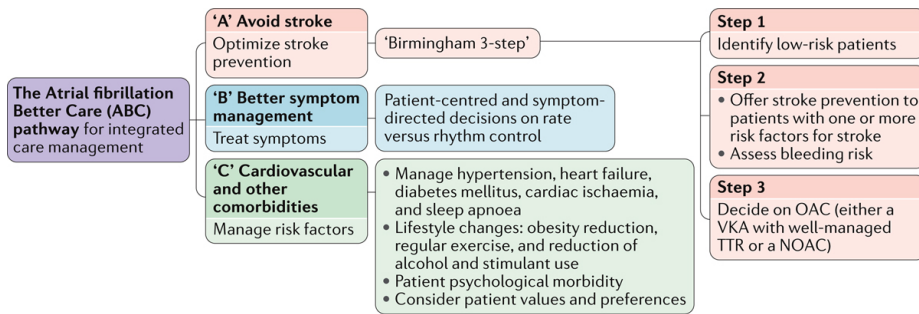 The Atrial fibrillation
Better Care (ABC)
pathway for integrated
care management
‘A’ Avoid stroke
Optimize stroke
prevention
‘Birmingham 3-step’
‘B’ Better symptom
management
Treat symptoms
Patient-centred and symptom-
directed decisions on rate
versus rhythm control
‘C’ Cardiovascular
and other
comorbidities
Manage risk factors
• Manage hypertension, heart failure,
diabetes mellitus, cardiac ischaemia,
and sleep apnoea
• Lifestyle changes: obesity reduction,
regular exercise, and reduction of
alcohol and stimulant use
• Patient psychological morbidity
• Consider patient values and preferences
Step 1
Identify low-risk patients
Step 2
• Offer stroke prevention to
patients with one or more
risk factors for stroke
• Assess bleeding risk
Step 3
Decide on OAC (either a
VKA with well-managed
TTR or a NOAC)